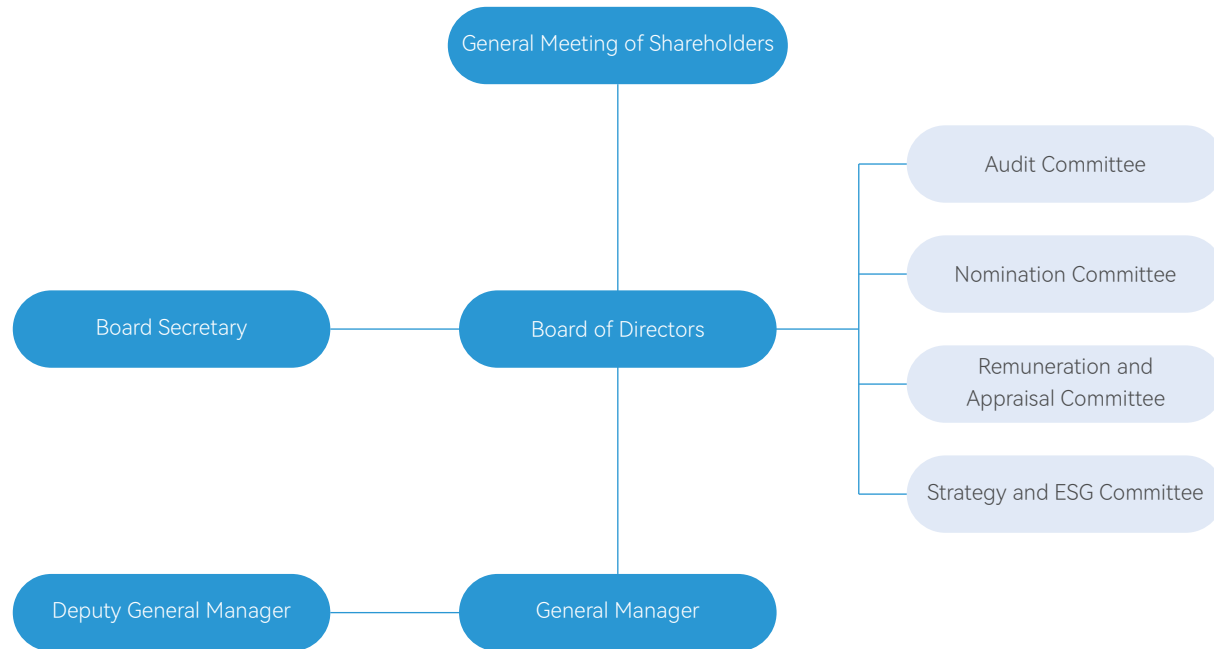 General Meeting of Shareholders
Audit Committee
Nomination Committee
Board Secretary
Board of Directors
Remuneration and
Appraisal Committee
Strategy and ESG Committee
Deputy General Manager
General Manager